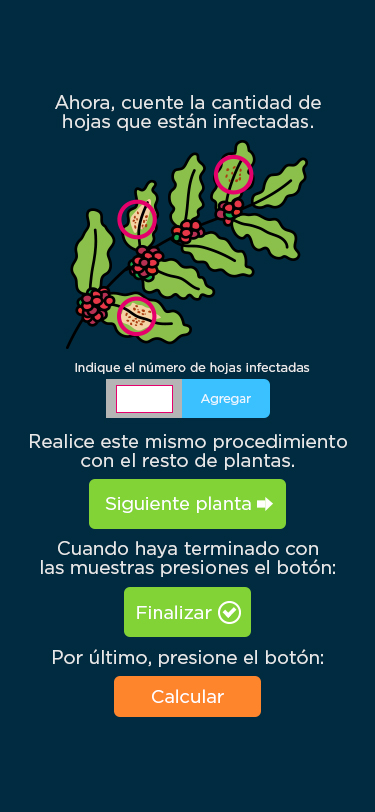 Ahora, cuente la cantidad de
hojas que están infectadas.
Indique el número de hojas infectadas
Agregar
Realice este mismo procedimiento
con el resto de plantas.
Siguiente planta
Cuando haya terminado con
las muestras presiones el botón:
Finalizar
Por último, presione el botón:
Calcular